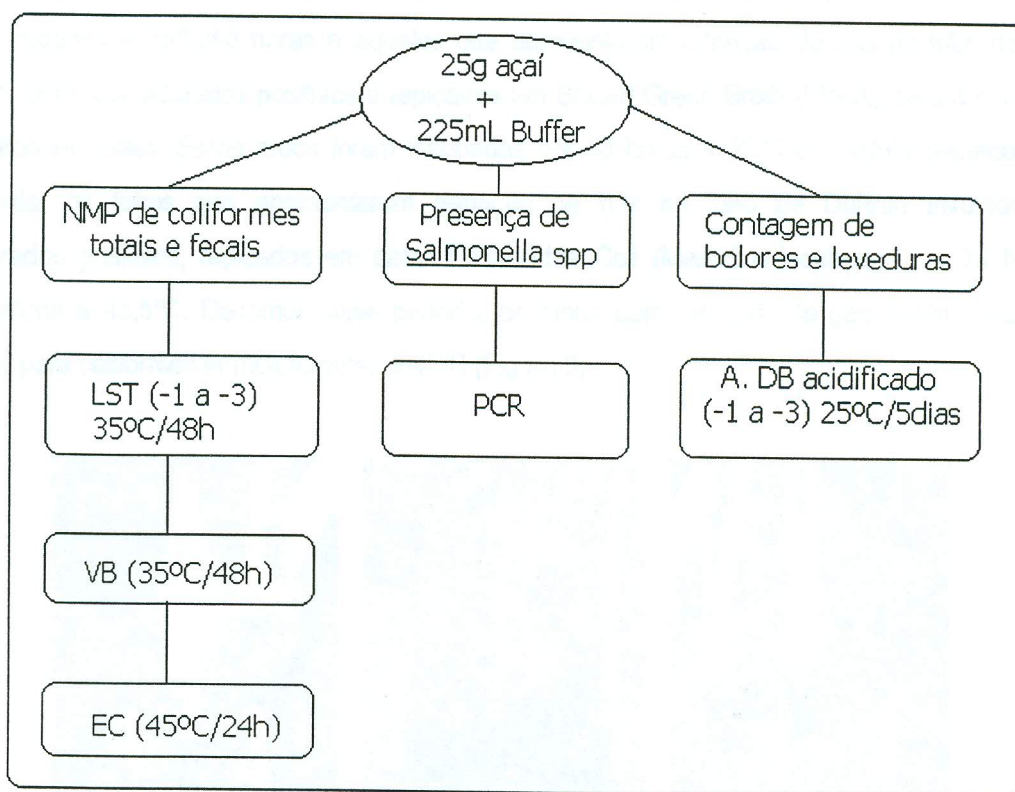 25g açaí
+
225mL Buffer
NMP de coliformes
totais e fecais
Presença de
Salmonella spp
Contagem de
bolores e leveduras
LST (-1 a -3)
35ºC/48h
PCR
A. DB acidificado
(-1 a -3) 25ºC/5dias
VB (35ºC/48h)
EC (45ºC/24h)